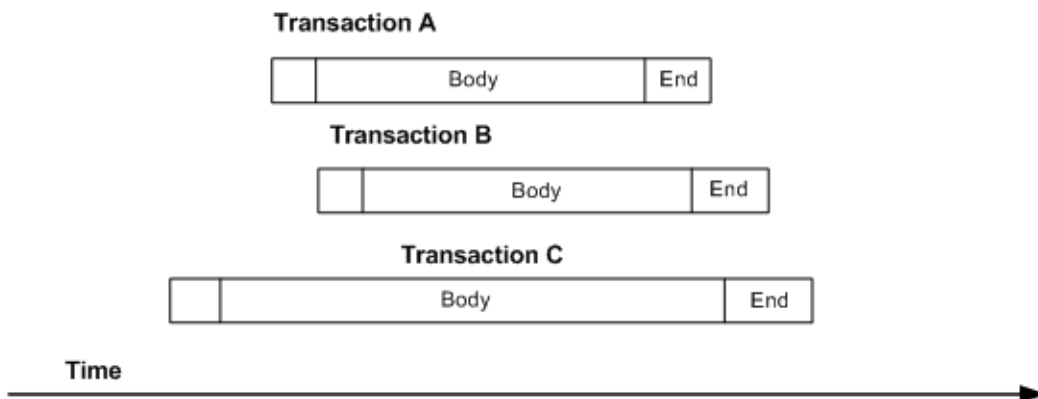 Transaction A
Body End
Transaction B
Body End
Transaction C
Body End
Time